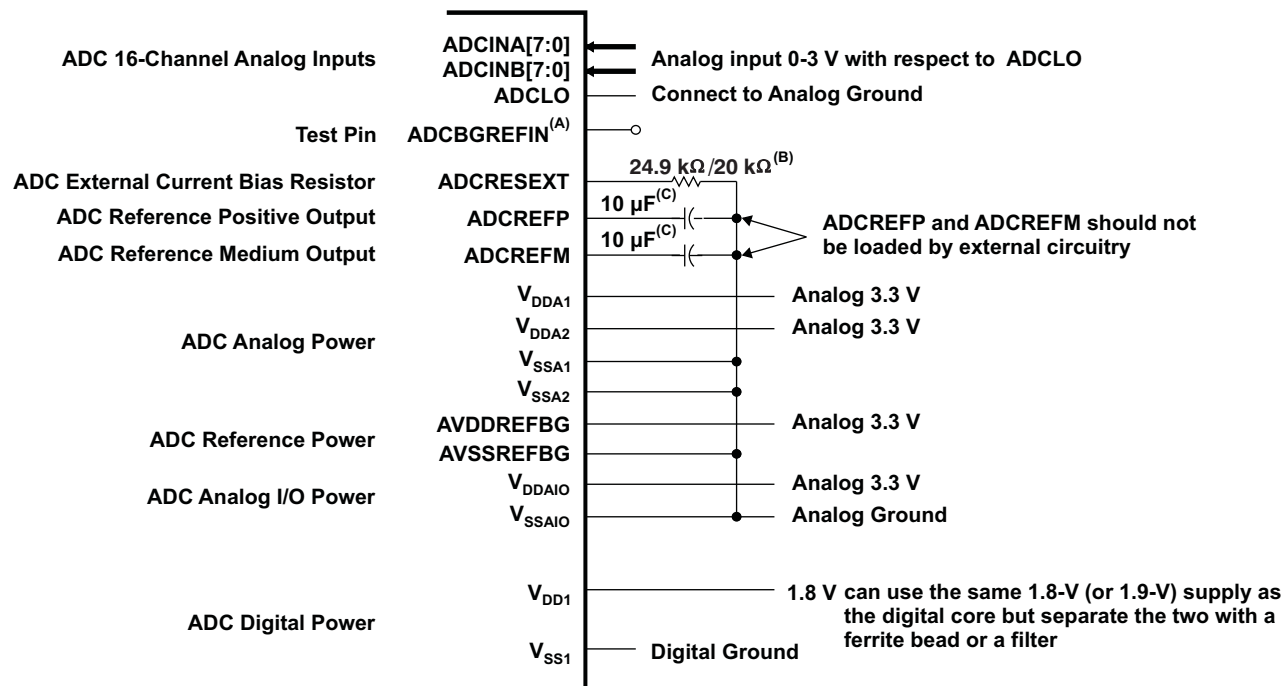 ADC 16-Channel Analog Inputs
ADCINA[7:0]
ADCINB[7:0]
Analog input 0-3 V with respect to ADCLO
ADCLO
Connect to Analog Ground
Test Pin
ADCBGREFIN(A)
ADC External Current Bias Resistor
ADCRESEXT
24.9 kΩ/20 kΩ(B)
ADC Reference Positive Output
ADCREFP
10 µF(C)
ADC Reference Medium Output
ADCREFM
10 µF(C)
ADCREFP and ADCREFM should not
be loaded by external circuitry
ADC Analog Power
VDDA1
Analog 3.3 V
VDDA2
Analog 3.3 V
VSSA1
VSSA2
ADC Reference Power
AVDDREFBG
Analog 3.3 V
AVSSREFBG
ADC Analog I/O Power
VDDAIO
Analog 3.3 V
VSSAIO
Analog Ground
ADC Digital Power
VDD1
1.8 V can use the same 1.8-V (or 1.9-V) supply as
the digital core but separate the two with a
ferrite bead or a filter
VSS1
Digital Ground